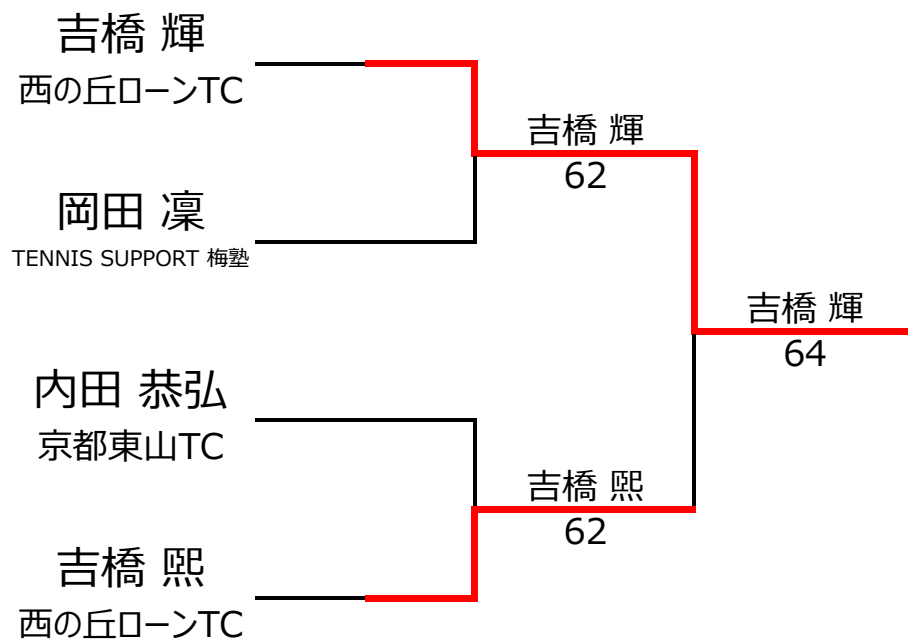 吉橋 輝
西の丘ローンTC
吉橋 輝
62
岡田 凜
TENNIS SUPPORT 梅塾
吉橋 輝
64
内田 恭弘
京都東山TC
吉橋 熙
62
吉橋 熙
西の丘ローンTC